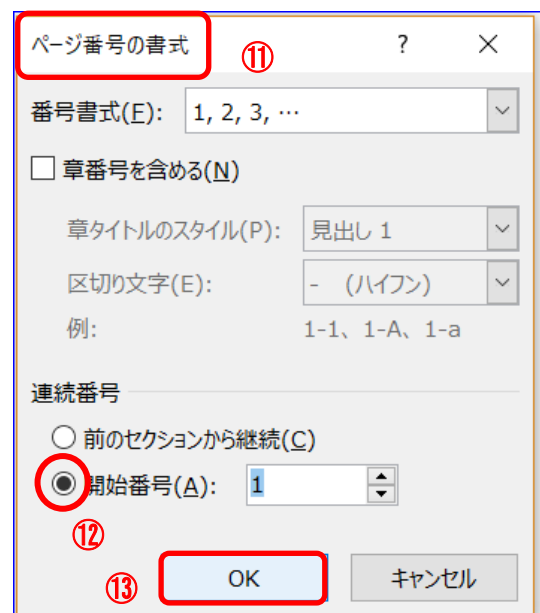 ページ番号の書式 ⑪ ? ×
番号書式(F): 1, 2, 3, …
章番号を含める(N)
章タイトルのスタイル(P): 見出し 1
区切り文字(E): - (ハイフン)
例: 1-1、1-A、1-a
連続番号
前のセクションから継続(C)
開始番号(A): 1
⑫
⑬ OK キャンセル